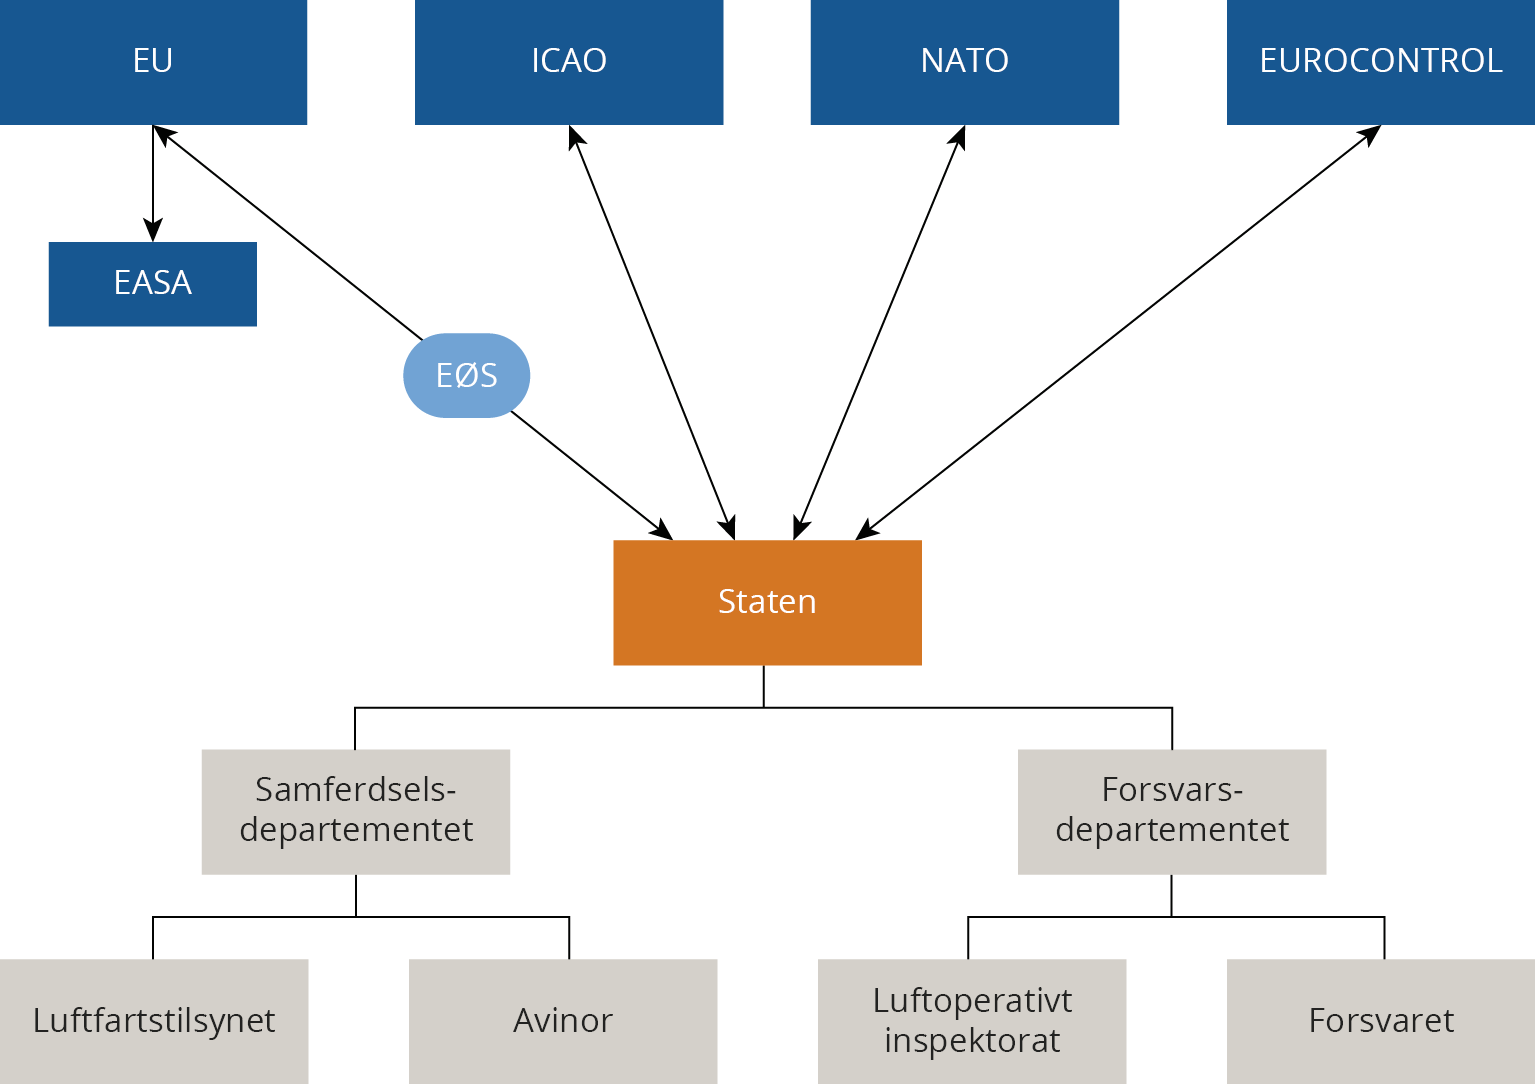 EU
ICAO
NATO
EUROCONTROL
EASA
EØS
Staten
Samferdsels-
departementet
Forsvars-
departementet
Luftfartstilsynet
Avinor
Luftoperativt
inspektorat
Forsvaret